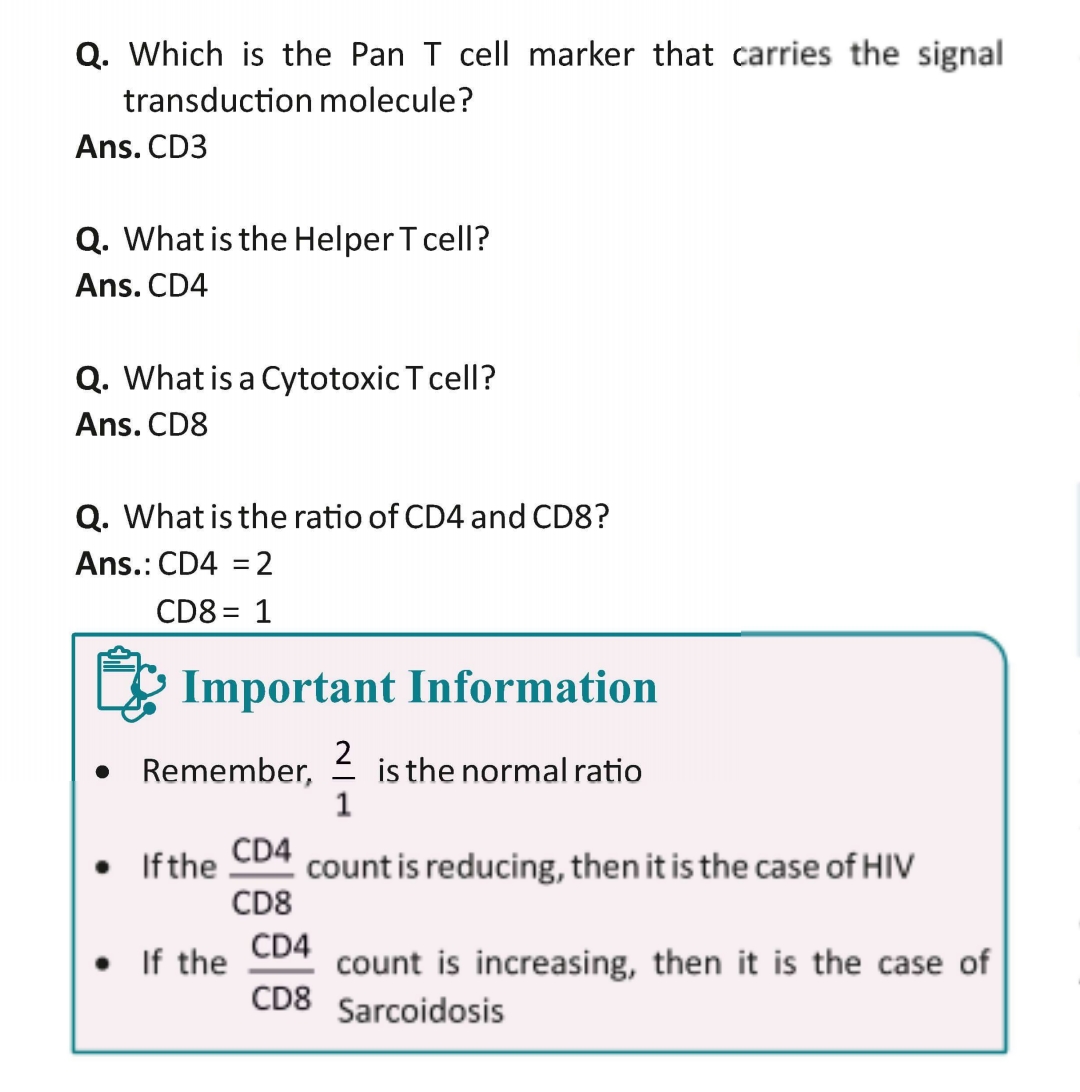 Q. Which is the Pan T cell marker that carries the signal
transduction molecule?
Ans. CD3
Q. What is the Helper T cell?
Ans. CD4
Q. What is a Cytotoxic T cell?
Ans. CD8
Q. What is the ratio of CD4 and CD8?
Ans.: CD4 = 2
CD8 = 1
Important Information
• Remember, 2/1 is the normal ratio
• If the CD4/CD8 count is reducing, then it is the case of HIV
• If the CD4/CD8 count is increasing, then it is the case of
Sarcoidosis